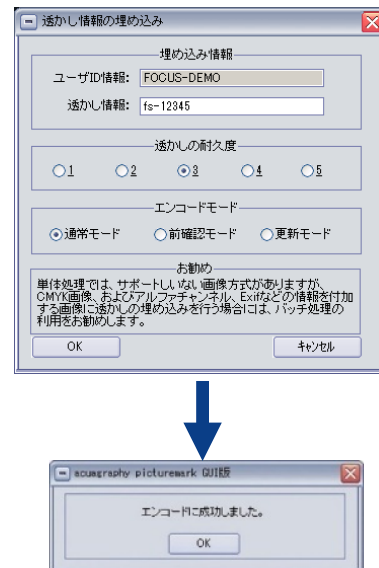 透かし情報の埋め込み
埋め込み情報
ユーザID情報: FOCUS-DEMO
透かし情報: fs-12345
透かしの耐久度
1 2 3 4 5
エンコードモード
通常モード 前確認モード 更新モード
お勧め
単体処理では、サポートしいない画像方式がありますが、
CMYK画像、およびアルファチャンネル、Exifなどの情報を付加
する画像に透かしの埋め込みを行う場合には、バッチ処理の
利用をお勧めします。
OK キャンセル
acuagraphy picturemark GUI版
エンコードに成功しました。
OK